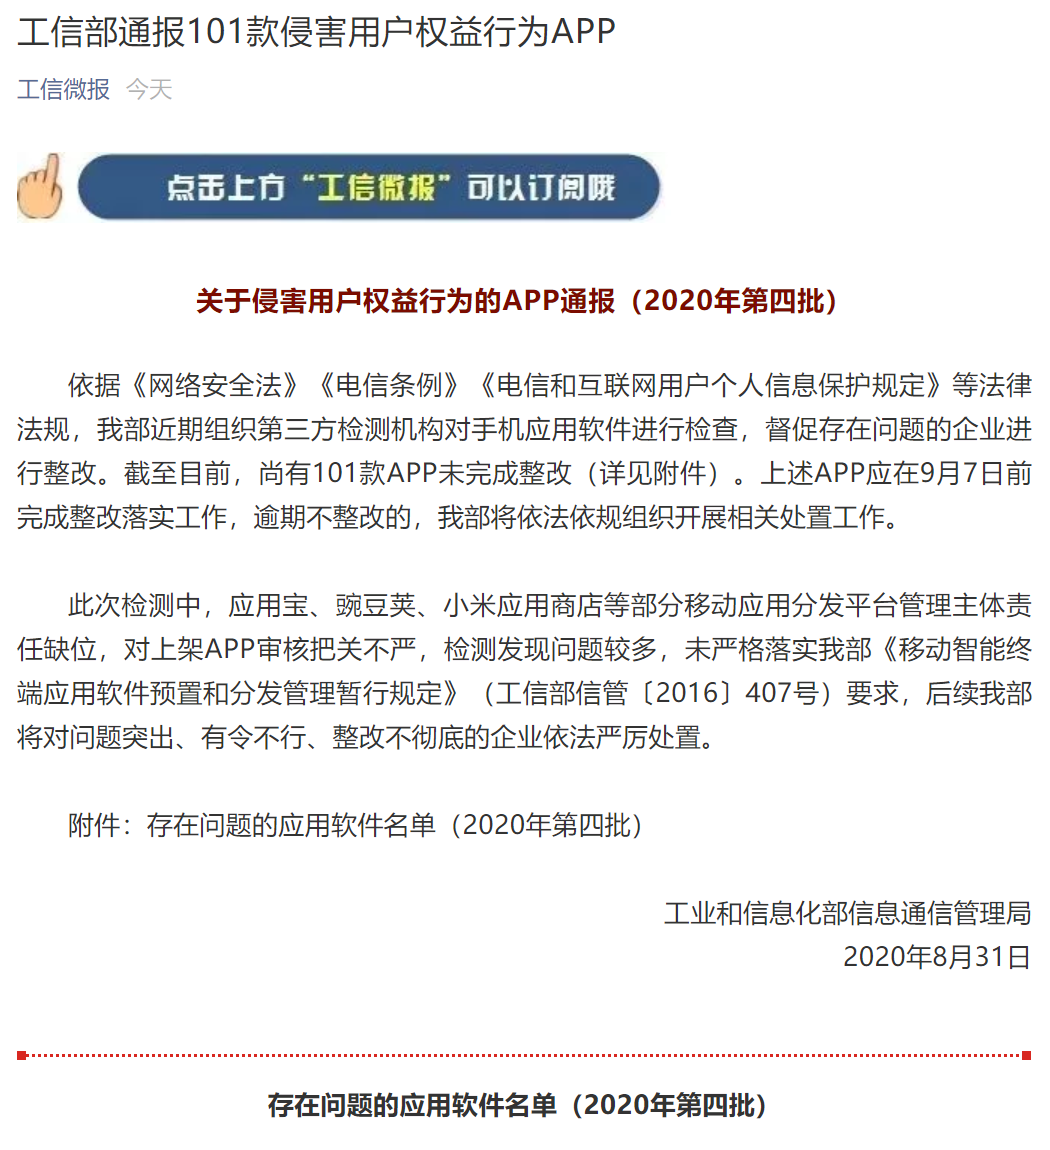 工信部通报101款侵害用户权益行为APP
工信微报 今天
点击上方“工信微报”可以订阅哦
关于侵害用户权益行为的APP通报（2020年第四批）
依据《网络安全法》《电信条例》《电信和互联网用户个人信息保护规定》等法律
法规，我部近期组织第三方检测机构对手机应用软件进行检查，督促存在问题的企业进
行整改。截至目前，尚有101款APP未完成整改（详见附件）。上述APP应在9月7日前
完成整改落实工作，逾期不整改的，我部将依法依规组织开展相关处置工作。
此次检测中，应用宝、豌豆荚、小米应用商店等部分移动应用分发平台管理主体责
任缺位，对上架APP审核把关不严，检测发现问题较多，未严格落实我部《移动智能终
端应用软件预置和分发管理暂行规定》（工信部信管〔2016〕407号）要求，后续我部
将对问题突出、有令不行、整改不彻底的企业依法严厉处置。
附件：存在问题的应用软件名单（2020年第四批）
工业和信息化部信息通信管理局
2020年8月31日
存在问题的应用软件名单（2020年第四批）